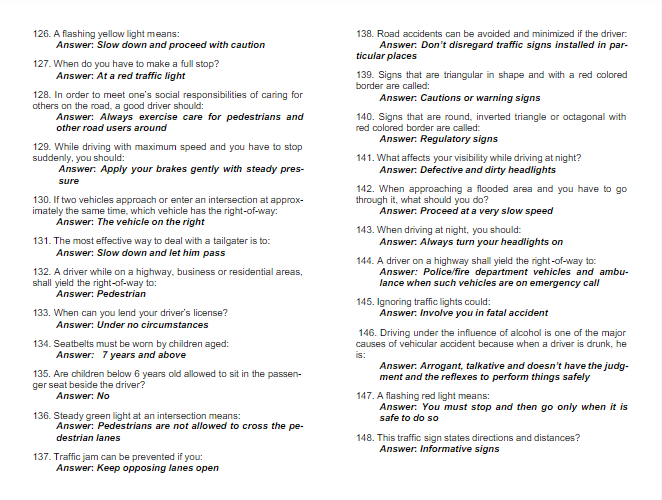 126. A flashing yellow light means:
Answer: Slow down and proceed with caution
127. When do you have to make a full stop?
Answer: At a red traffic light
128. In order to meet one's social responsibilities of caring for
others on the road, a good driver should:
Answer: Always exercise care for pedestrians and
other road users around
129. While driving with maximum speed and you have to stop
suddenly, you should:
Answer: Apply your brakes gently with steady pres-
sure
130. If two vehicles approach or enter an intersection at approx-
imately the same time, which vehicle has the right-of-way:
Answer: The vehicle on the right
131. The most effective way to deal with a tailgater is to:
Answer: Slow down and let him pass
132. A driver while on a highway, business or residential areas,
shall yield the right-of-way to:
Answer: Pedestrian
133. When can you lend your driver's license?
Answer: Under no circumstances
134. Seatbelts must be worn by children aged:
Answer: 7 years and above
135. Are children below 6 years old allowed to sit in the passen-
ger seat beside the driver?
Answer: No
136. Steady green light at an intersection means:
Answer: Pedestrians are not allowed to cross the pe-
destrian lanes
137. Traffic jam can be prevented if you:
Answer: Keep opposing lanes open
138. Road accidents can be avoided and minimized if the driver:
Answer: Don't disregard traffic signs installed in par-
ticular places
139. Signs that are triangular in shape and with a red colored
border are called:
Answer: Cautions or warning signs
140. Signs that are round, inverted triangle or octagonal with
red colored border are called:
Answer: Regulatory signs
141. What affects your visibility while driving at night?
Answer: Defective and dirty headlights
142. When approaching a flooded area and you have to go
through it, what should you do?
Answer: Proceed at a very slow speed
143. When driving at night, you should:
Answer: Always turn your headlights on
144. A driver on a highway shall yield the right-of-way to:
Answer: Police/fire department vehicles and ambu-
lance when such vehicles are on emergency call
145. Ignoring traffic lights could:
Answer: Involve you in fatal accident
146. Driving under the influence of alcohol is one of the major
causes of vehicular accident because when a driver is drunk, he
is:
Answer: Arrogant, talkative and doesn't have the judg-
ment and the reflexes to perform things safely
147. A flashing red light means:
Answer: You must stop and then go only when it is
safe to do so
148. This traffic sign states directions and distances?
Answer: Informative signs